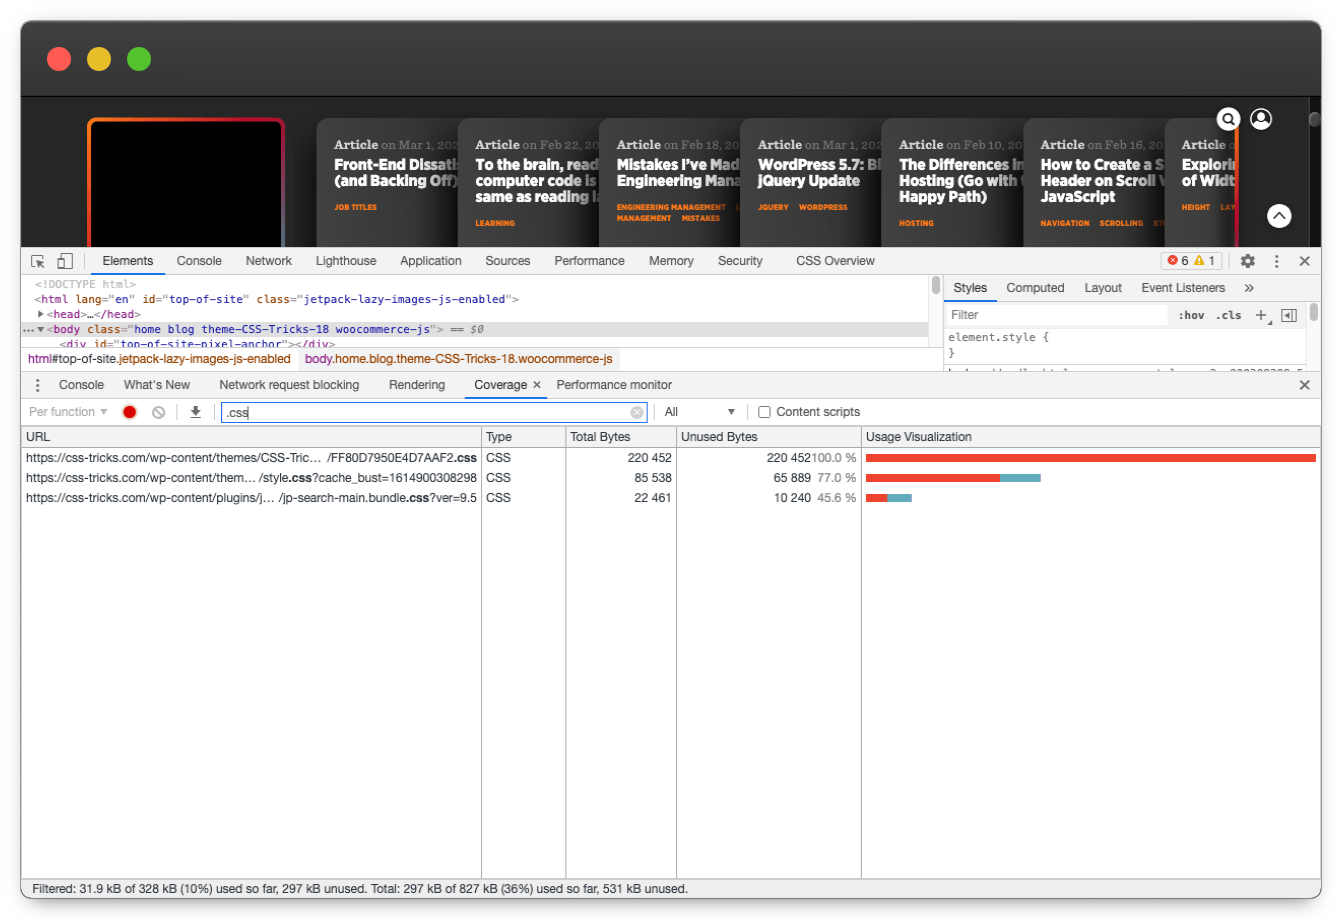 Article on Mar 1, 202
Front-End Dissatis
(and Backing Off)
JOB TITLES
Article on Feb 22, 20
To the brain, read
computer code is
same as reading la
LEARNING
Article on Feb 18, 20
Mistakes I've Mad
Engineering Mana
ENGINEERING MANAGEMENT
MANAGEMENT MISTAKES
Article on Mar 1, 202
WordPress 5.7: Bi
jQuery Update
JQUERY WORDPRESS
Article on Feb 10, 20
The Differences in
Hosting (Go with t
Happy Path)
HOSTING
Article on Feb 16, 20
How to Create a S
Header on Scroll W
JavaScript
NAVIGATION SCROLLING ST
Article o
Explorin
of Widt
HEIGHT LAY
Elements Console Network Lighthouse Application Sources Performance Memory Security CSS Overview 6 1
<!DOCTYPE html>
<html lang="en" id="top-of-site" class="jetpack-lazy-images-js-enabled">
<head>…</head>
<body class="home blog theme-CSS-Tricks-18 woocommerce-js"> == $0
<div id="top-of-site-pixel-anchor"></div>
html#top-of-site.jetpack-lazy-images-js-enabled body.home.blog.theme-CSS-Tricks-18.woocommerce-js
Styles Computed Layout Event Listeners »
Filter :hov .cls +
element.style {
}
Console What's New Network request blocking Rendering Coverage × Performance monitor
Per function .css All Content scripts
URL Type Total Bytes Unused Bytes Usage Visualization
https://css-tricks.com/wp-content/themes/CSS-Tric… /FF80D7950E4D7AAF2.css CSS 220 452 220 452 100.0 %
https://css-tricks.com/wp-content/them… /style.css?cache_bust=1614900308298 CSS 85 538 65 889 77.0 %
https://css-tricks.com/wp-content/plugins/j… /jp-search-main.bundle.css?ver=9.5 CSS 22 461 10 240 45.6 %
Filtered: 31.9 kB of 328 kB (10%) used so far, 297 kB unused. Total: 297 kB of 827 kB (36%) used so far, 531 kB unused.